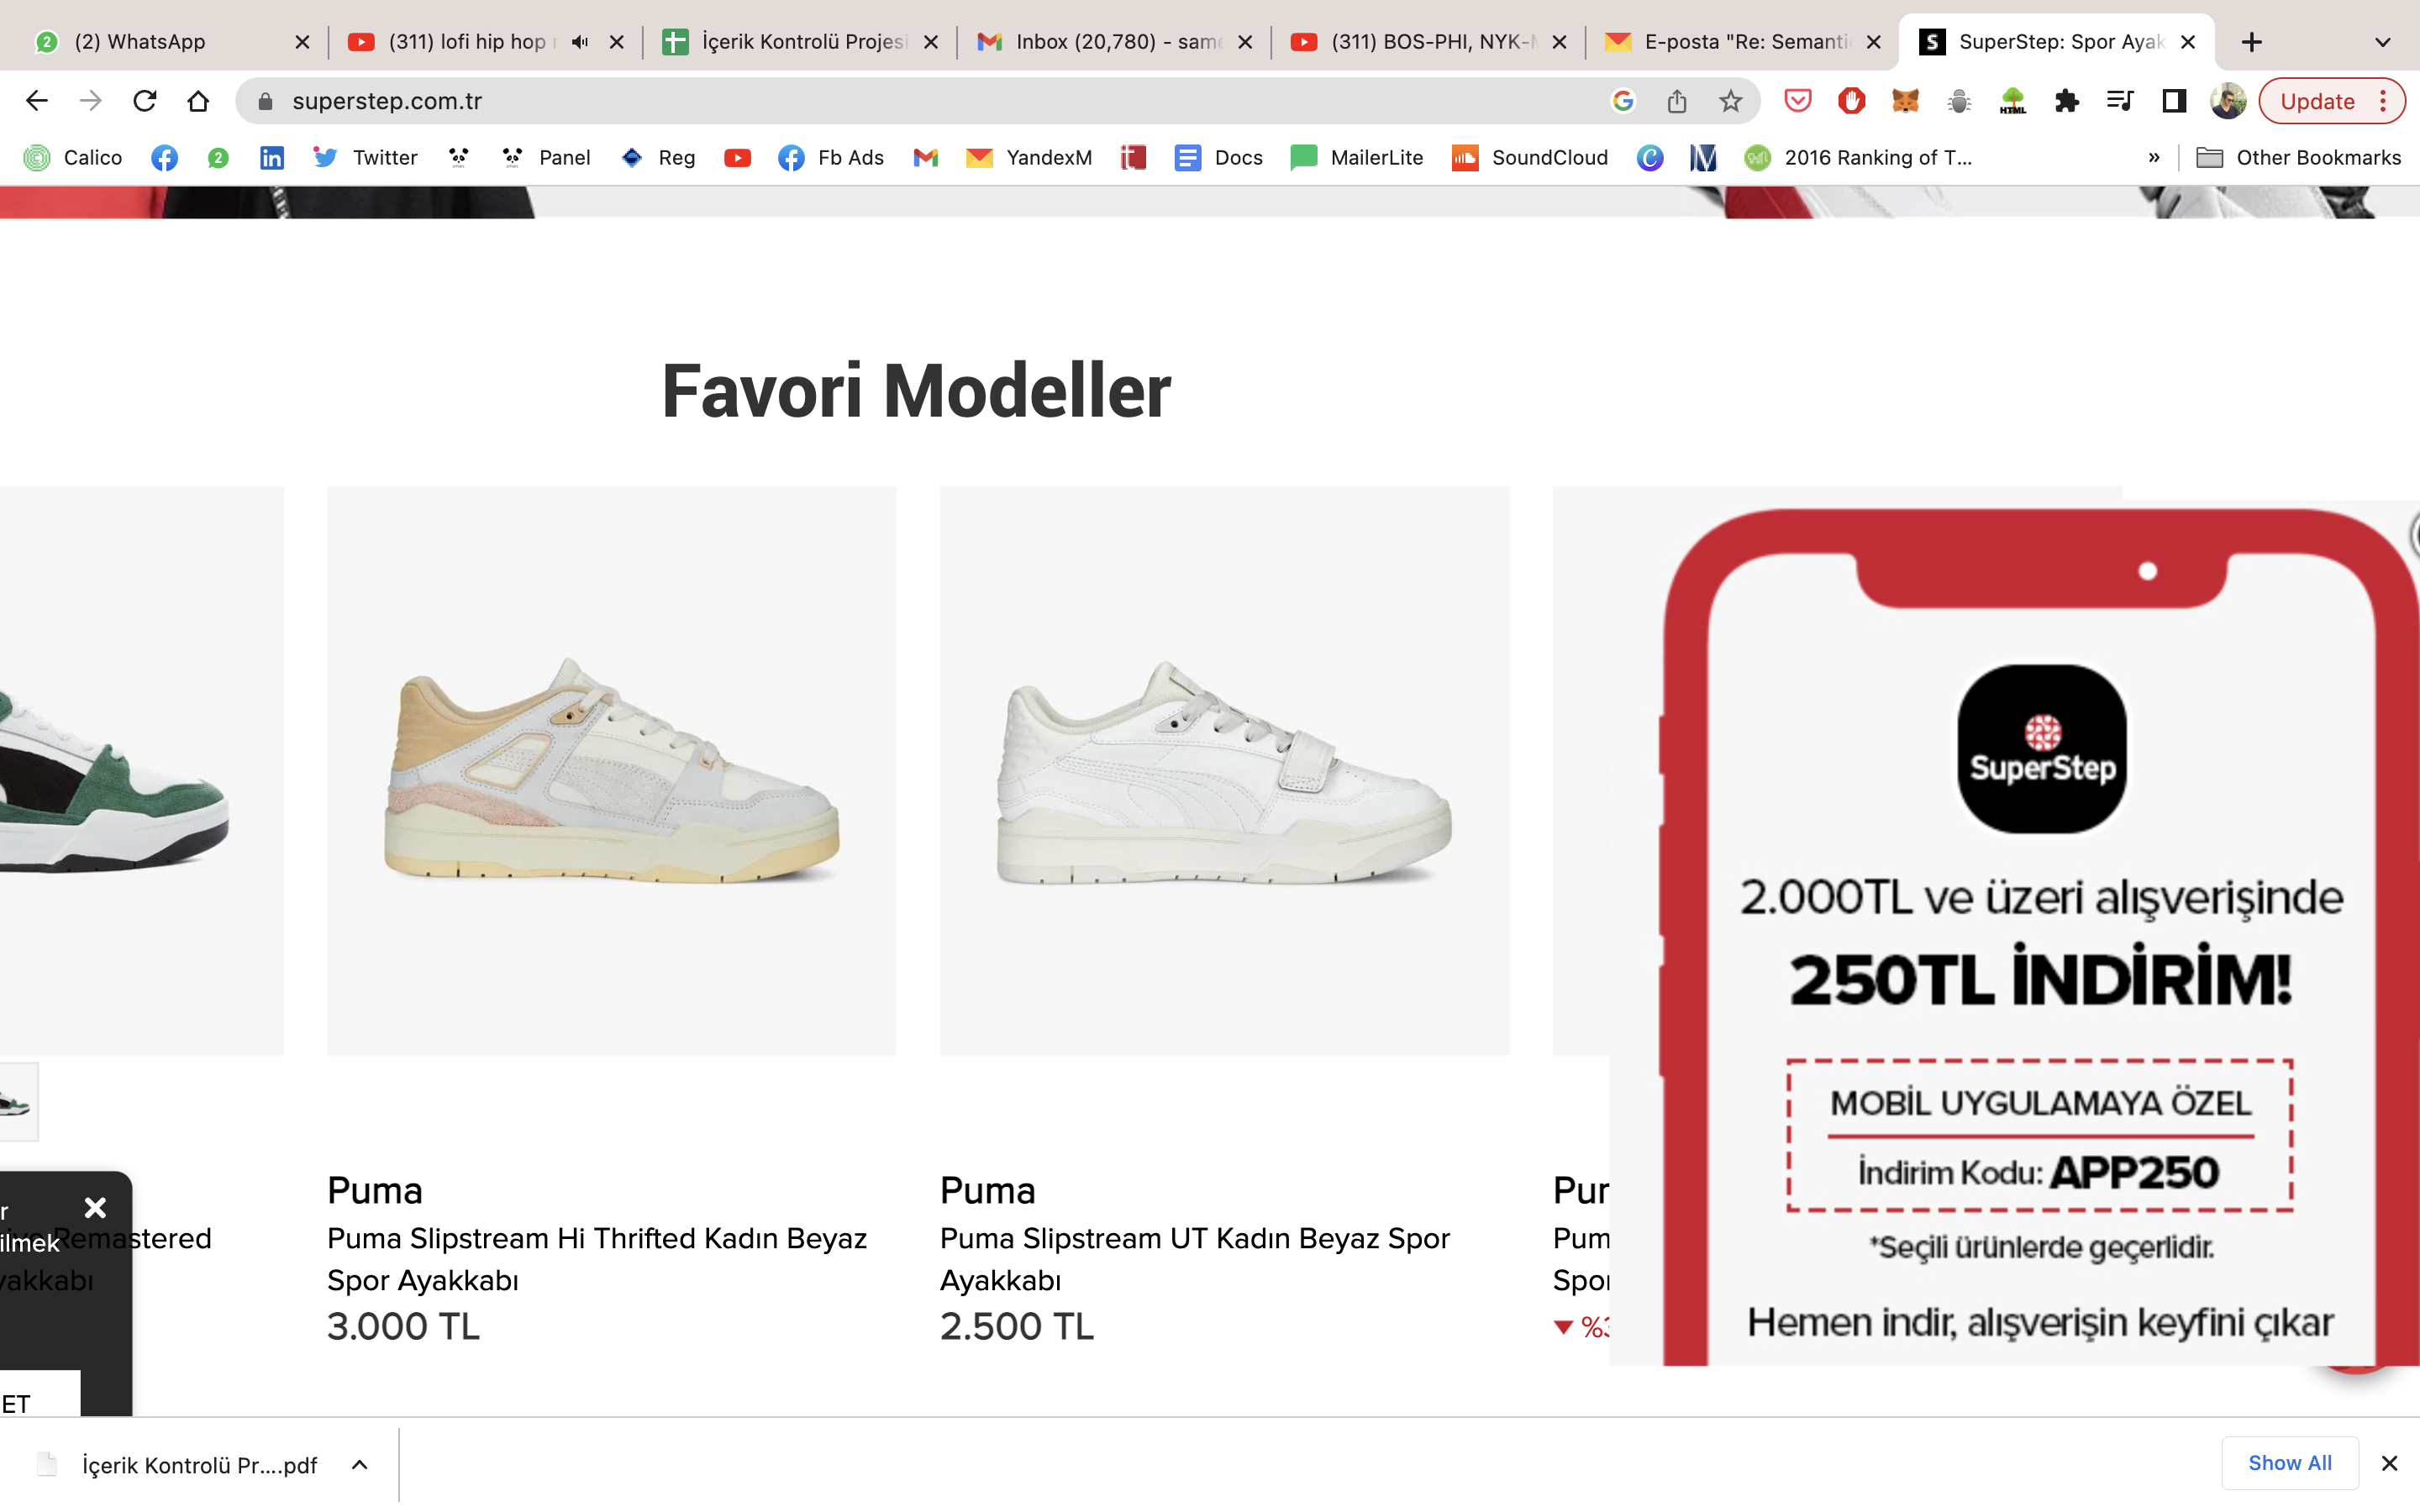 (2) WhatsApp
(311) lofi hip hop
İçerik Kontrolü Projesi
Inbox (20,780) - same
(311) BOS-PHI, NYK-
E-posta "Re: Semanti
SuperStep: Spor Ayak
superstep.com.tr
Update
Calico
Twitter
Panel
Reg
Fb Ads
YandexM
Docs
MailerLite
SoundCloud
2016 Ranking of T...
»
Other Bookmarks
Favori Modeller
SuperStep
2.000TL ve üzeri alışverişinde
250TL İNDİRİM!
MOBİL UYGULAMAYA ÖZEL
İndirim Kodu: APP250
*Seçili ürünlerde geçerlidir.
Hemen indir, alışverişin keyfini çıkar
r
ilmek
Remastered
yakkabı
ET
Puma
Puma Slipstream Hi Thrifted Kadın Beyaz
Spor Ayakkabı
3.000 TL
Puma
Puma Slipstream UT Kadın Beyaz Spor
Ayakkabı
2.500 TL
Pur
Pum
Spor
%3
İçerik Kontrolü Pr....pdf
Show All